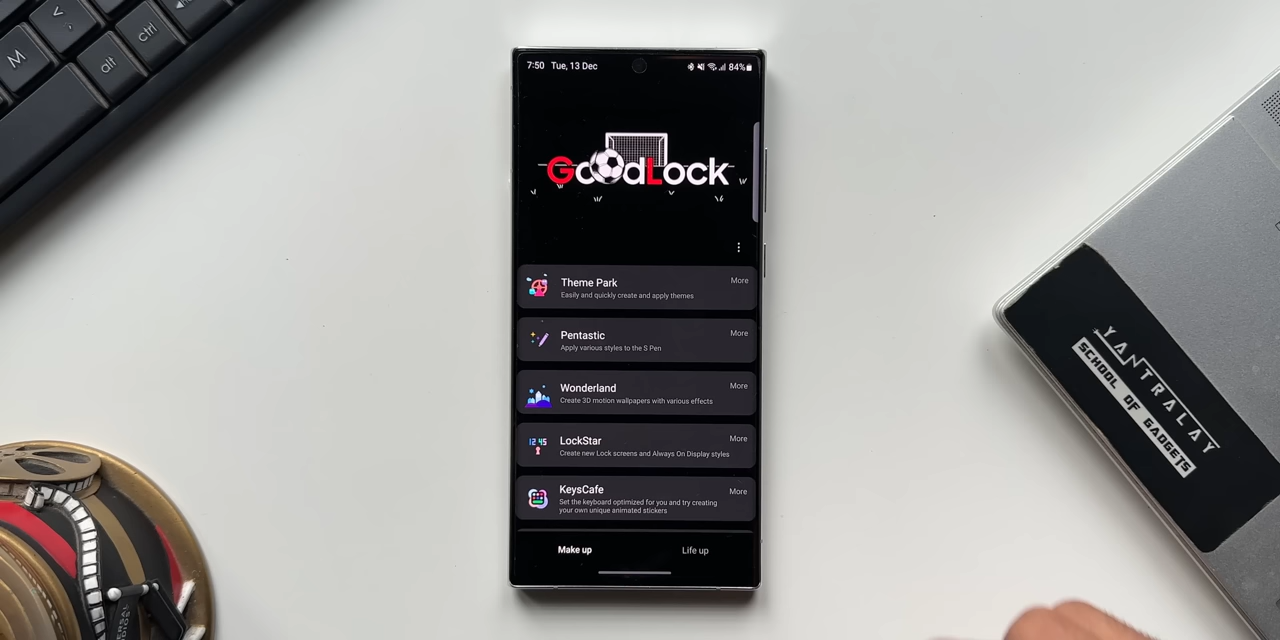 M
alt
ctrl
7:50 Tue, 13 Dec
84%
GoodLock
Theme Park
More
Easily and quickly create and apply themes
Pentastic
More
Apply various styles to the S Pen
Wonderland
More
Create 3D motion wallpapers with various effects
12 45
LockStar
More
Create new Lock screens and Always On Display styles
KeysCafe
More
Set the keyboard optimized for you and try creating
your own unique animated stickers
Make up
Life up
YANTRALAY
SCHOOL OF GADGETS